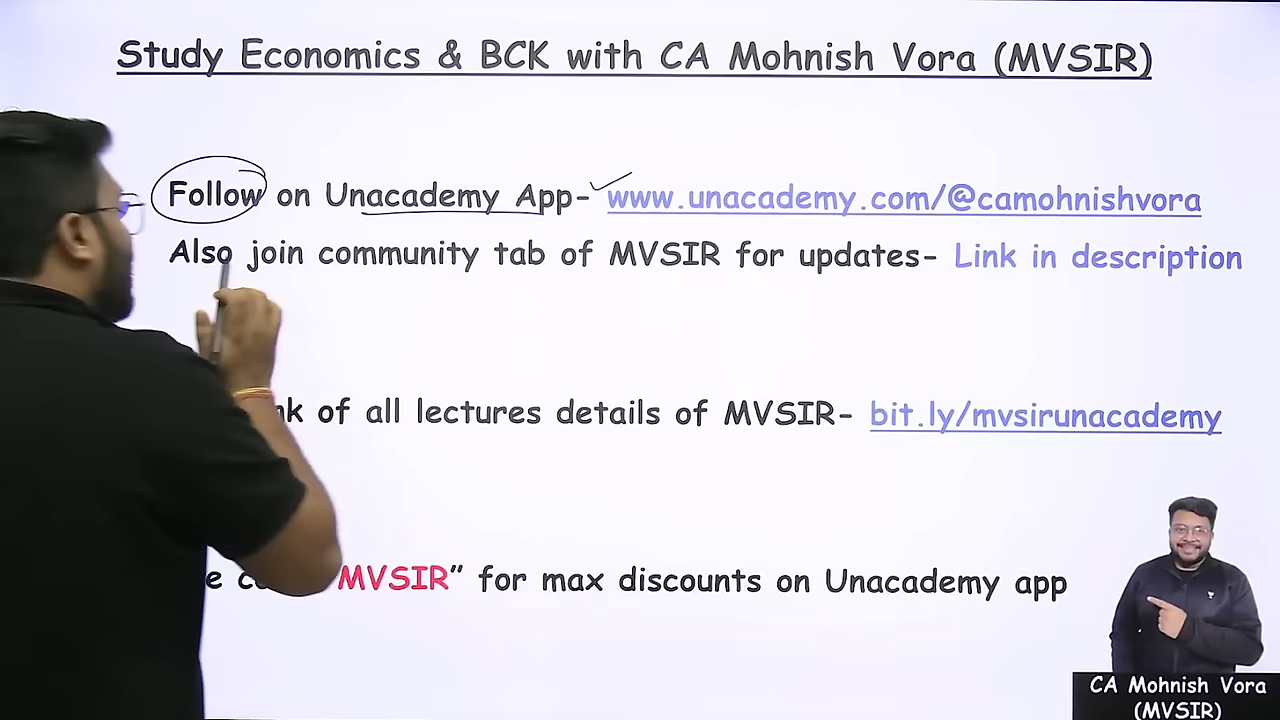 Study Economics & BCK with CA Mohnish Vora (MVSIR)
Follow on Unacademy App- www.unacademy.com/@camohnishvora
Also join community tab of MVSIR for updates- Link in description
of all lectures details of MVSIR- bit.ly/mvsirunacademy
MVSIR” for max discounts on Unacademy app
CA Mohnish Vora
(MVSIR)